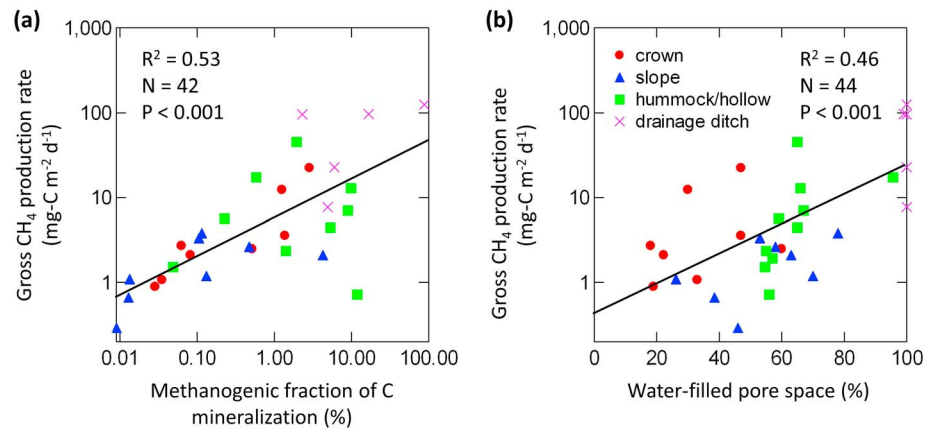 (a)
1,000
100
10
1
Gross CH₄ production rate
(mg-C m⁻² d⁻¹)
R² = 0.53
N = 42
P < 0.001
0.01 0.10 1.00 10.00 100.00
Methanogenic fraction of C
mineralization (%)
(b)
1,000
100
10
1
Gross CH₄ production rate
(mg-C m⁻² d⁻¹)
crown
slope
hummock/hollow
drainage ditch
R² = 0.46
N = 44
P < 0.001
0 20 40 60 80 100
Water-filled pore space (%)